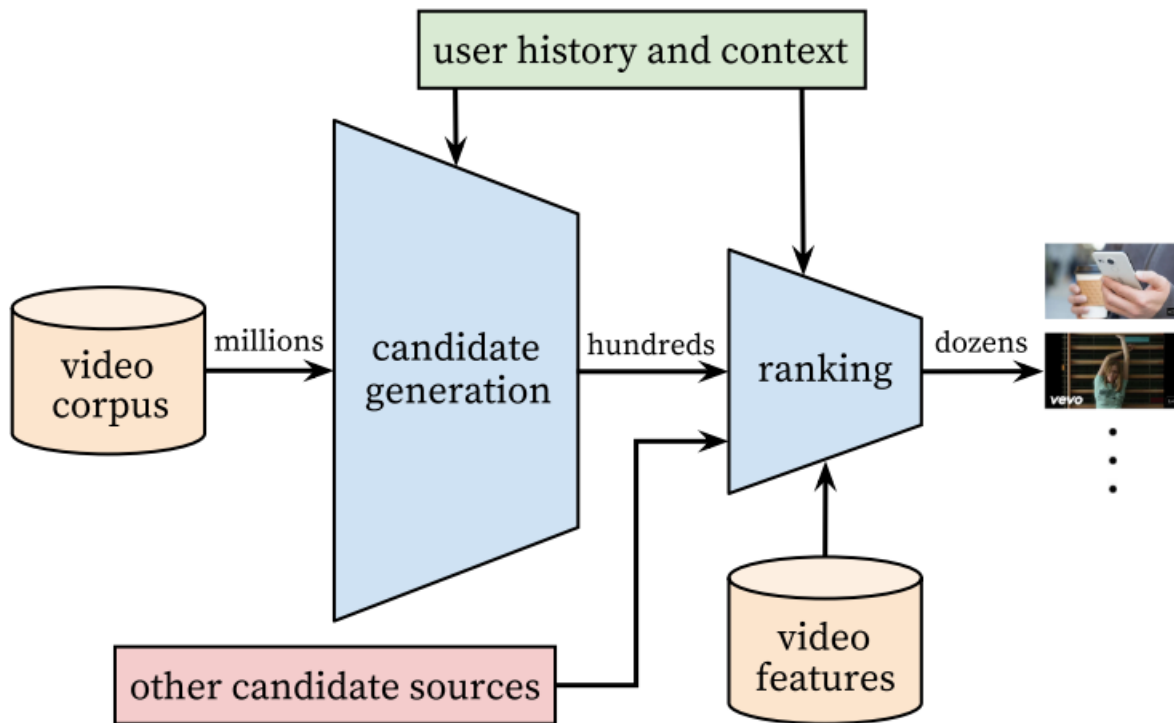 user history and context
millions
video
corpus
candidate
generation
hundreds
ranking
dozens
vevo
other candidate sources
video
features